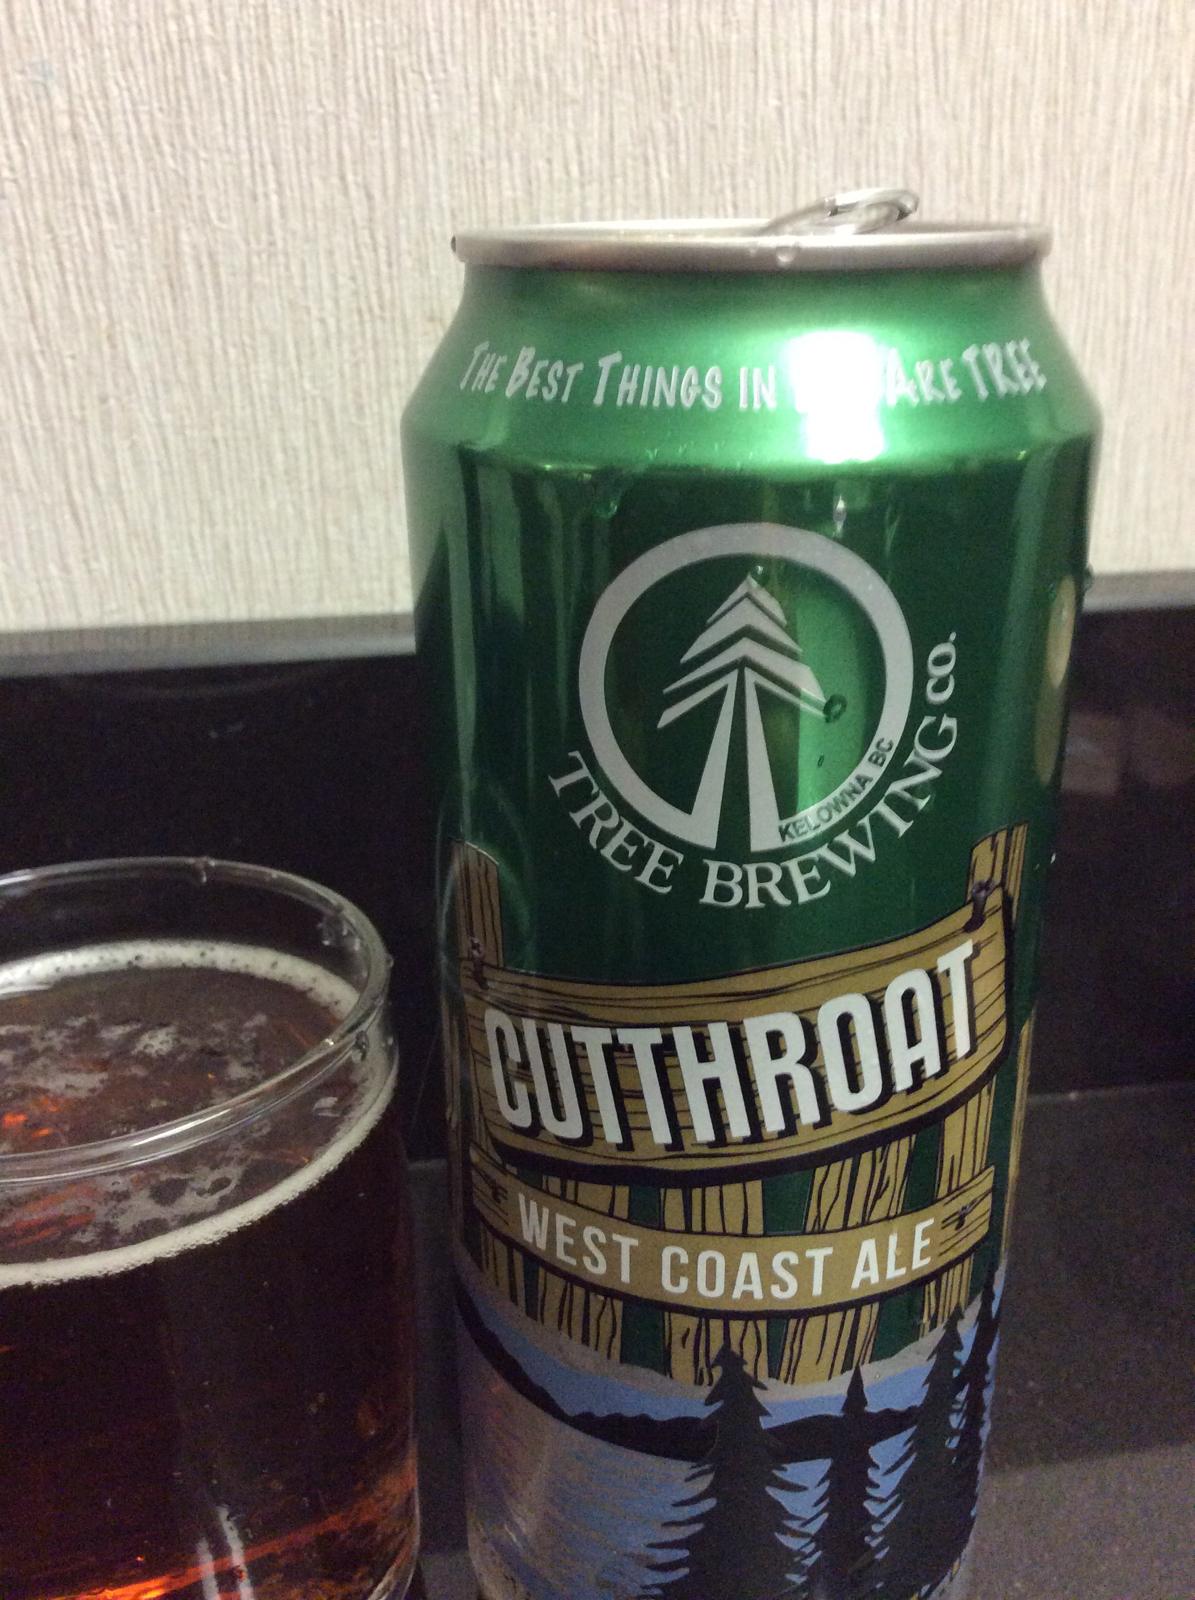 The Best Things in Are TREE
KELOWNA BC
TREE BREWING CO.
CUTTHROAT
WEST COAST ALE